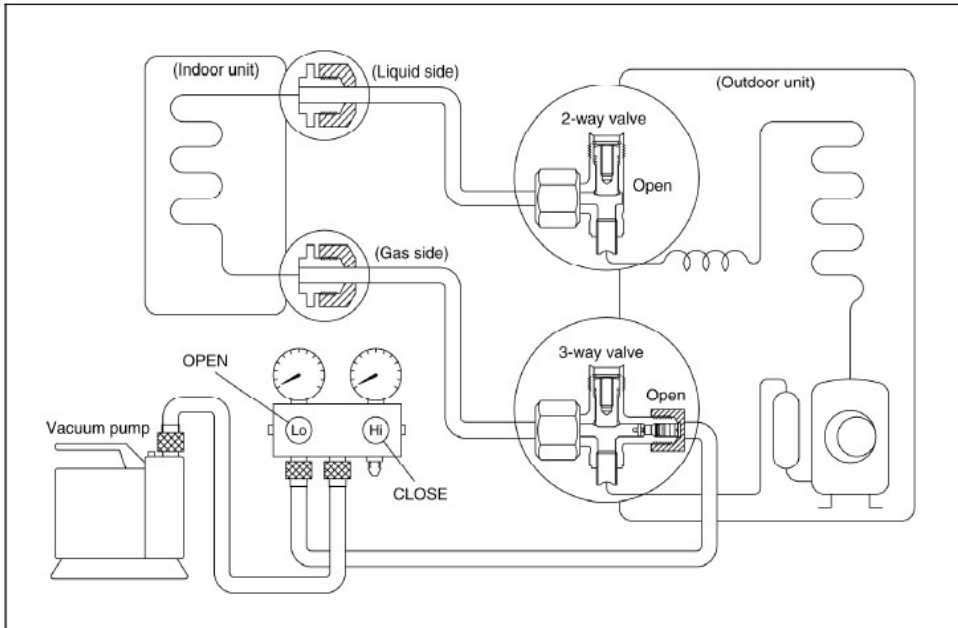 (Indoor unit)
(Liquid side)
(Outdoor unit)
2-way valve
Open
(Gas side)
3-way valve
Open
OPEN
Lo
Hi
Vacuum pump
CLOSE